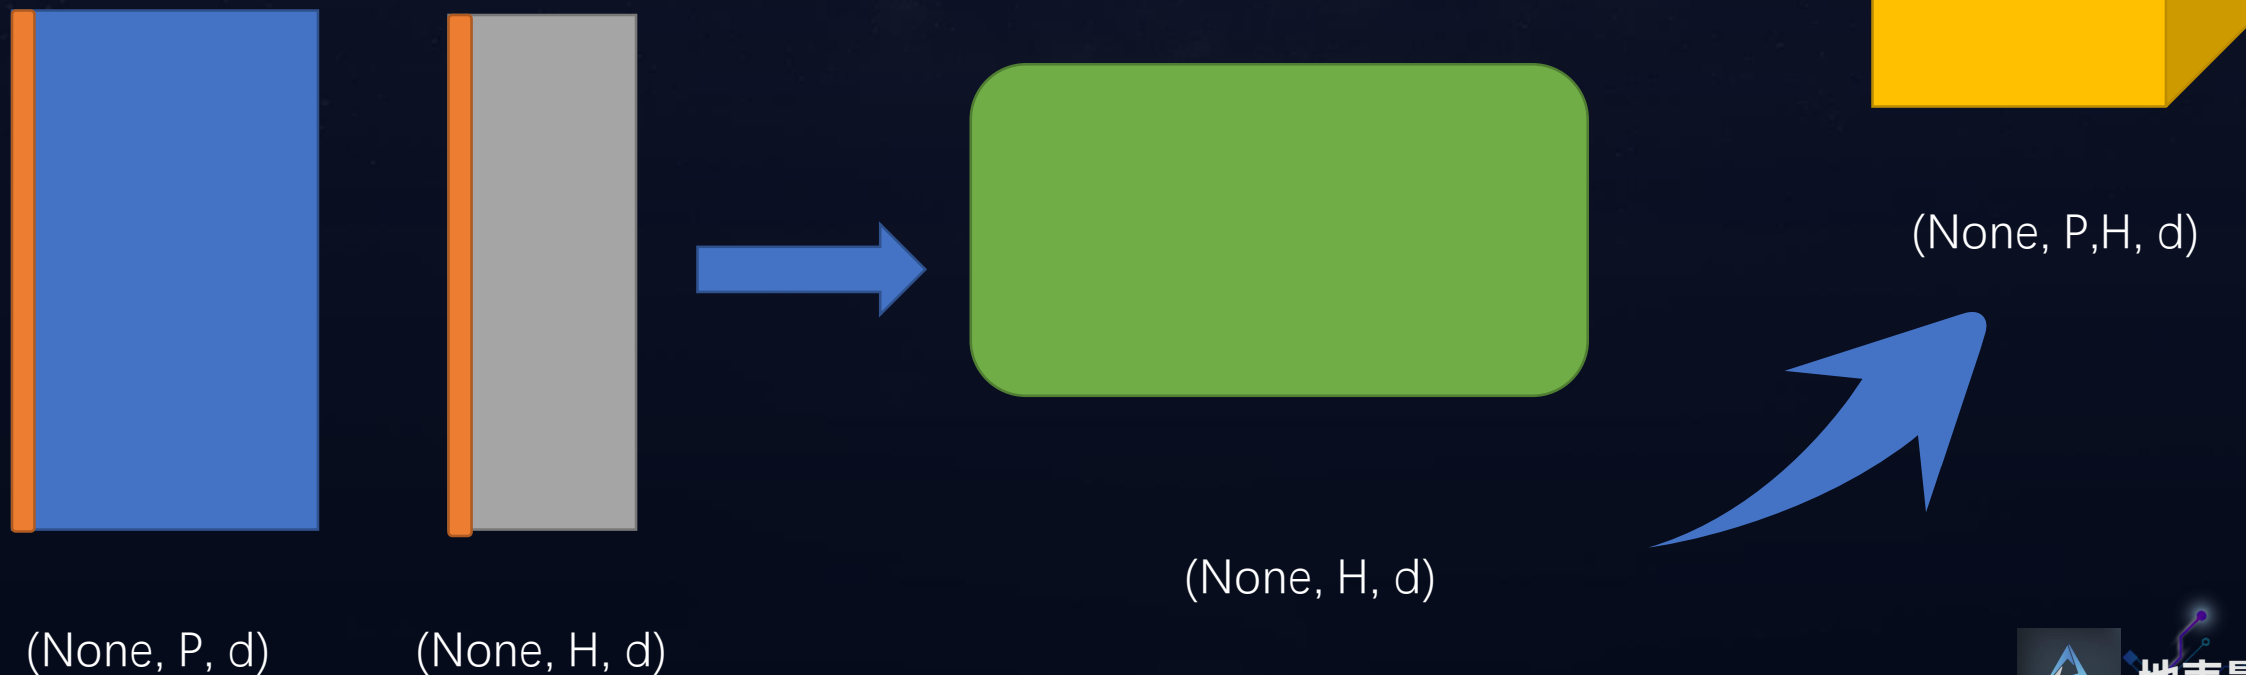 (None, P,H, d)
(None, H, d)
(None, P, d)
(None, H, d)